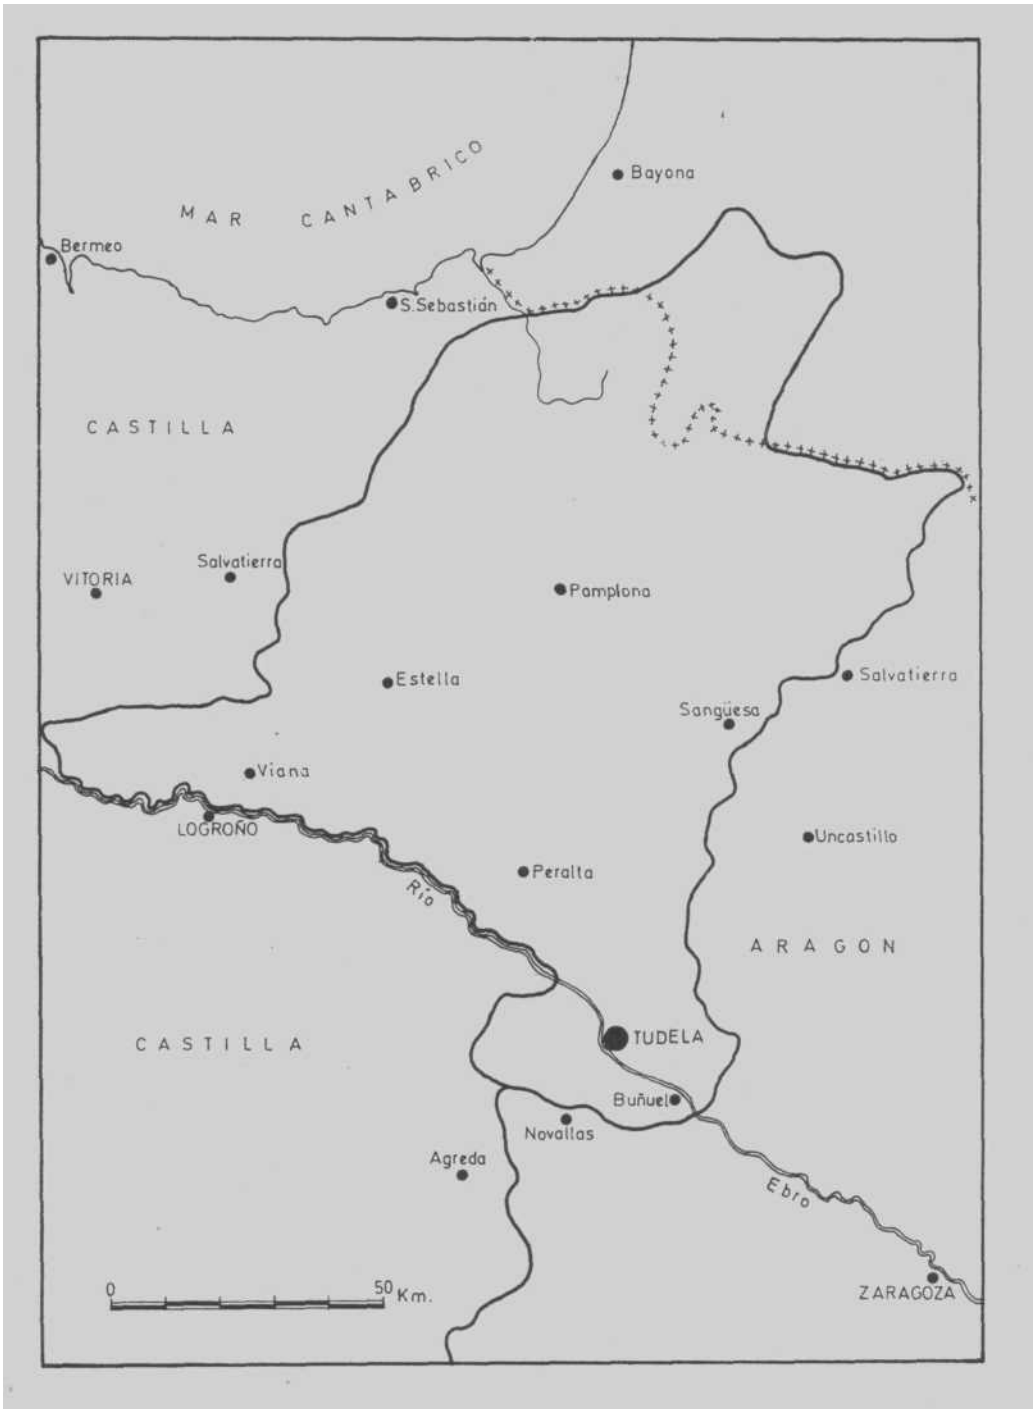 Bayona
MAR CANTABRICO
Bermeo
S.Sebastián
CASTILLA
Salvatierra
VITORIA
Pamplona
Estella
Salvatierra
Sangüesa
Viana
LOGROÑO
Uncastillo
Peralta
Río
ARAGON
TUDELA
CASTILLA
Buñuel
Novallas
Agreda
Ebro
0 50 Km.
ZARAGOZA